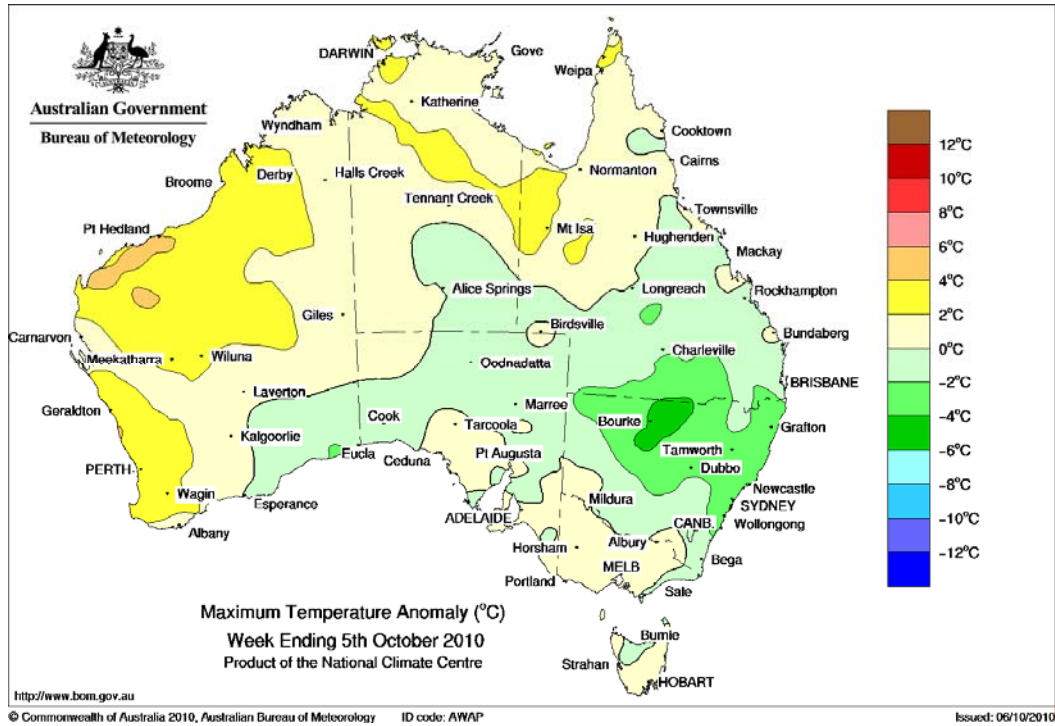 Australian Government
Bureau of Meteorology
DARWIN
Gove
Weipa
Katherine
Wyndham
Cooktown
Cairns
Broome
Derby
Halls Creek
Normanton
Tennant Creek
Townsville
Pt Hedland
Mt Isa
Hughenden
Mackay
Alice Springs
Longreach
Rockhampton
Giles
Birdsville
Carnarvon
Bundaberg
Meekatharra
Wiluna
Oodnadatta
Charleville
BRISBANE
Laverton
Marree
Geraldton
Cook
Tarcoola
Bourke
Grafton
Kalgoorlie
Eucla
Ceduna
Pt Augusta
Tamworth
PERTH
Dubbo
Wagin
Esperance
Mildura
Newcastle
SYDNEY
Albany
ADELAIDE
CANB.
Wollongong
Horsham
Albury
Bega
Portland
MELB
Sale
Burnie
Strahan
HOBART
12°C
10°C
8°C
6°C
4°C
2°C
0°C
-2°C
-4°C
-6°C
-8°C
-10°C
-12°C
Maximum Temperature Anomaly (°C)
Week Ending 5th October 2010
Product of the National Climate Centre
http://www.bom.gov.au
© Commonwealth of Australia 2010, Australian Bureau of Meteorology ID code: AWAP Issued: 06/10/2010